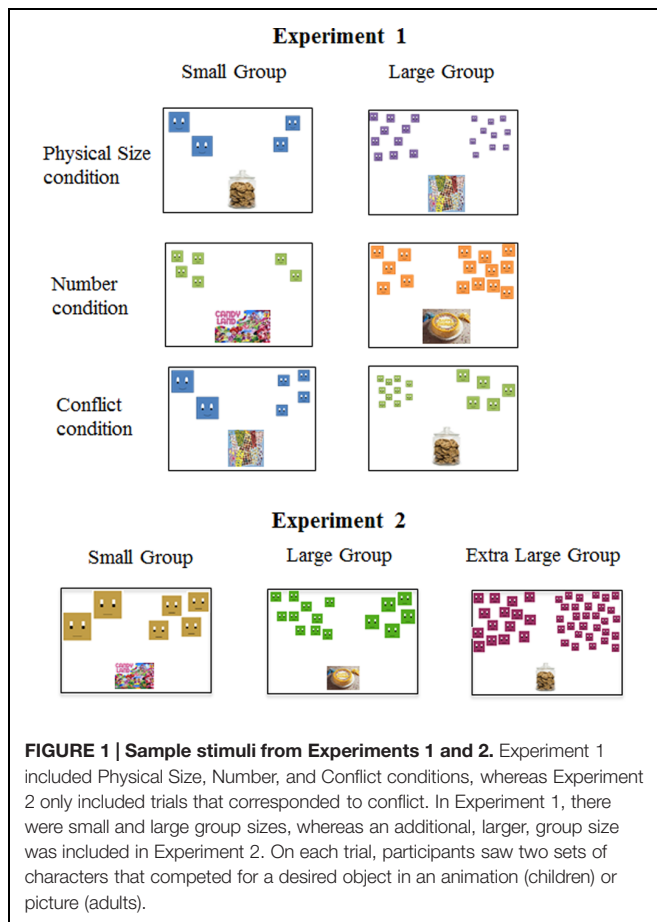 Experiment 1
Small Group Large Group
Physical Size
condition
Number
condition
CANDY
LAND
Conflict
condition
Experiment 2
Small Group Large Group Extra Large Group
CANDY
LAND
FIGURE 1 | Sample stimuli from Experiments 1 and 2. Experiment 1
included Physical Size, Number, and Conflict conditions, whereas Experiment
2 only included trials that corresponded to conflict. In Experiment 1, there
were small and large group sizes, whereas an additional, larger, group size
was included in Experiment 2. On each trial, participants saw two sets of
characters that competed for a desired object in an animation (children) or
picture (adults).